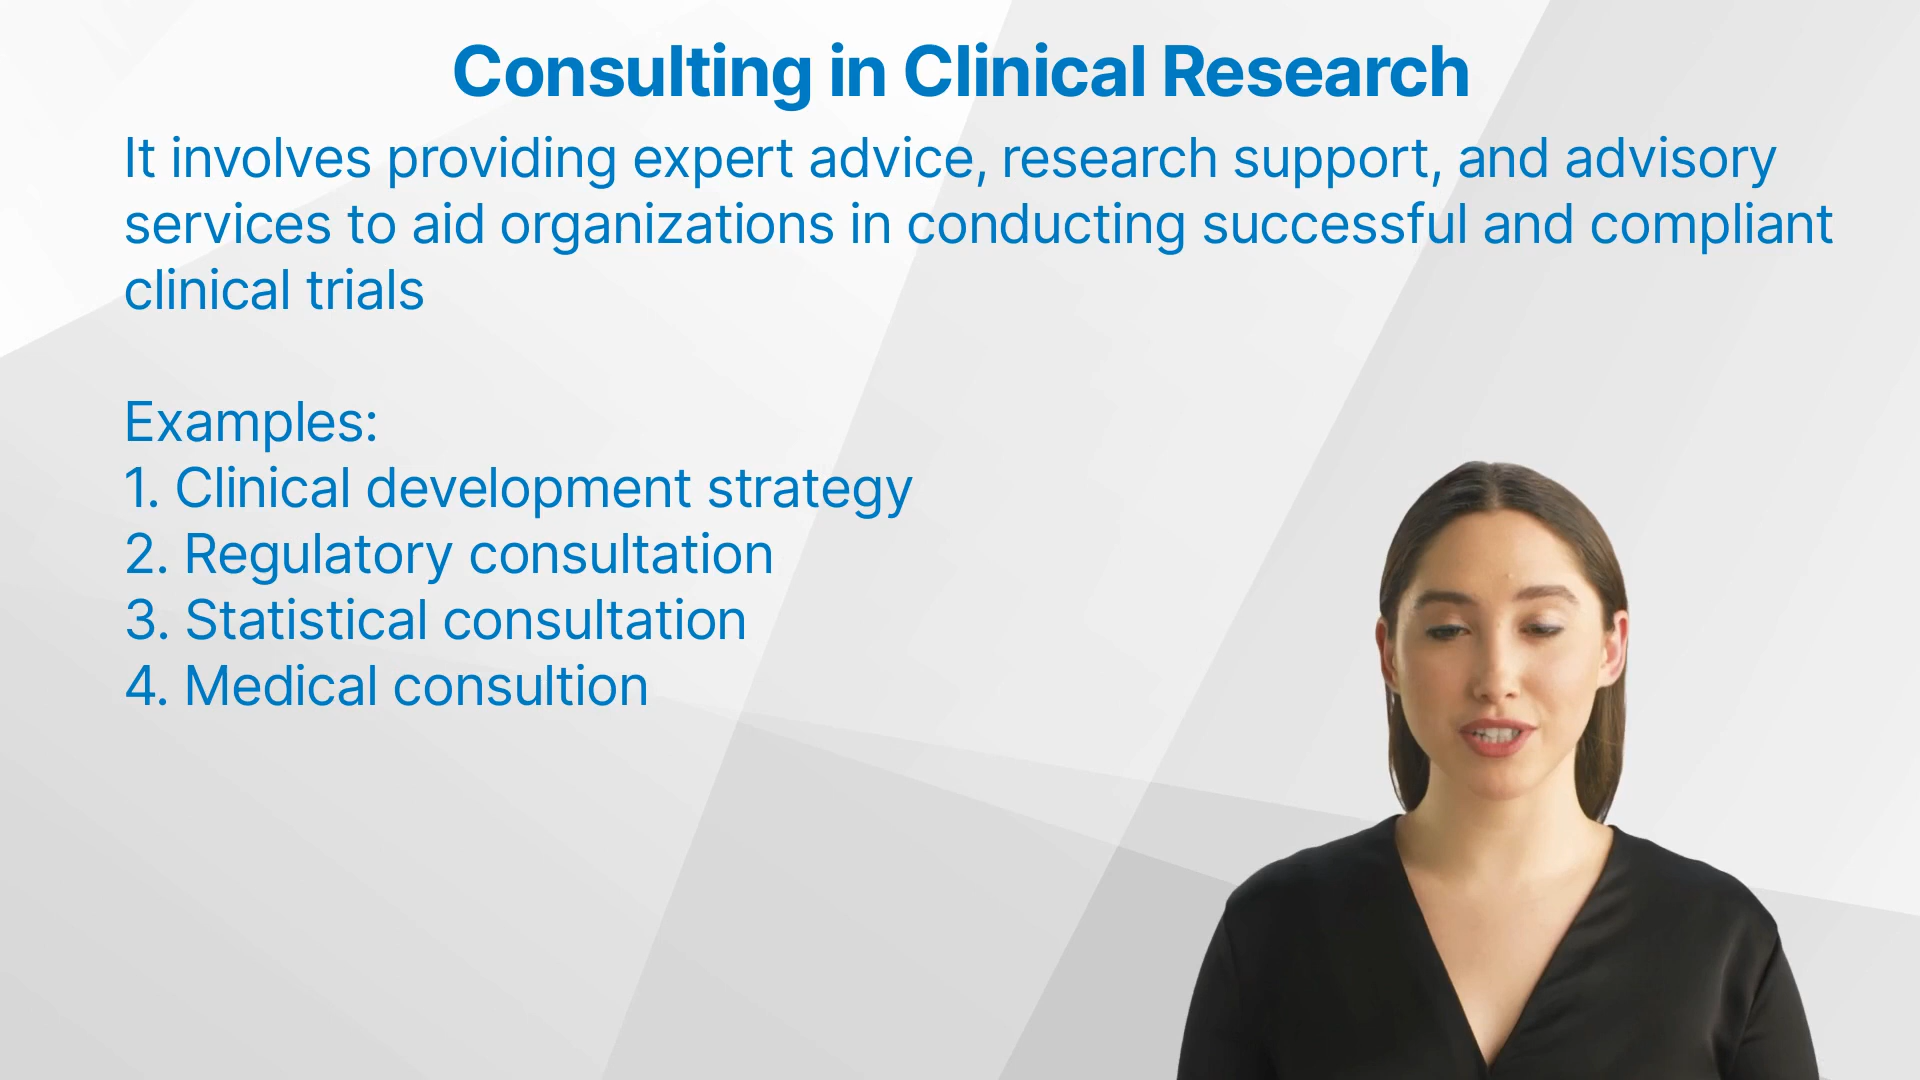 Consulting in Clinical Research
It involves providing expert advice, research support, and advisory
services to aid organizations in conducting successful and compliant
clinical trials
Examples:
1. Clinical development strategy
2. Regulatory consultation
3. Statistical consultation
4. Medical consultion